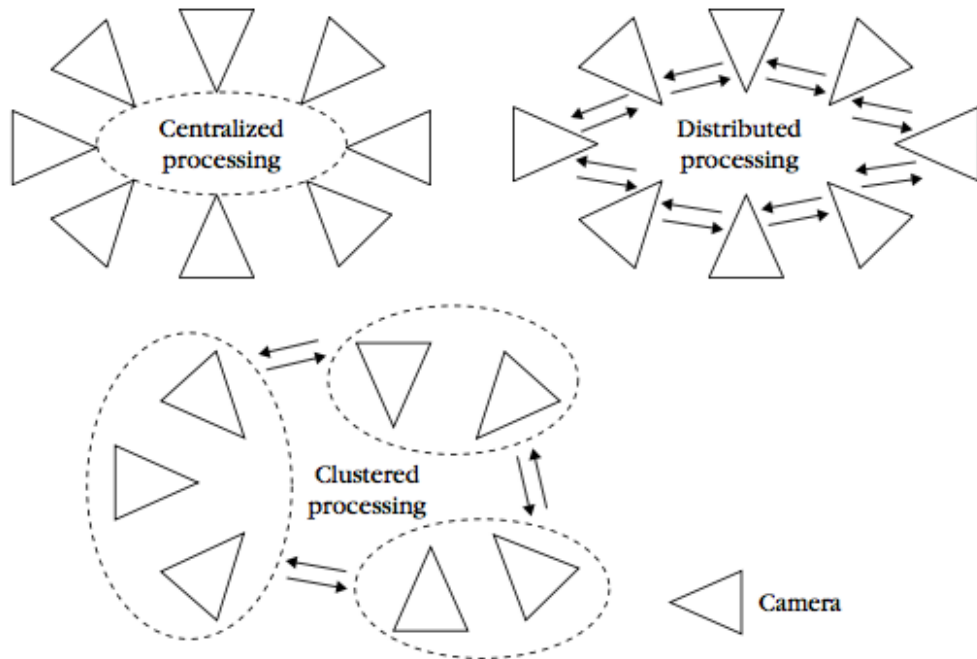 Centralized
processing
Distributed
processing
Clustered
processing
Camera